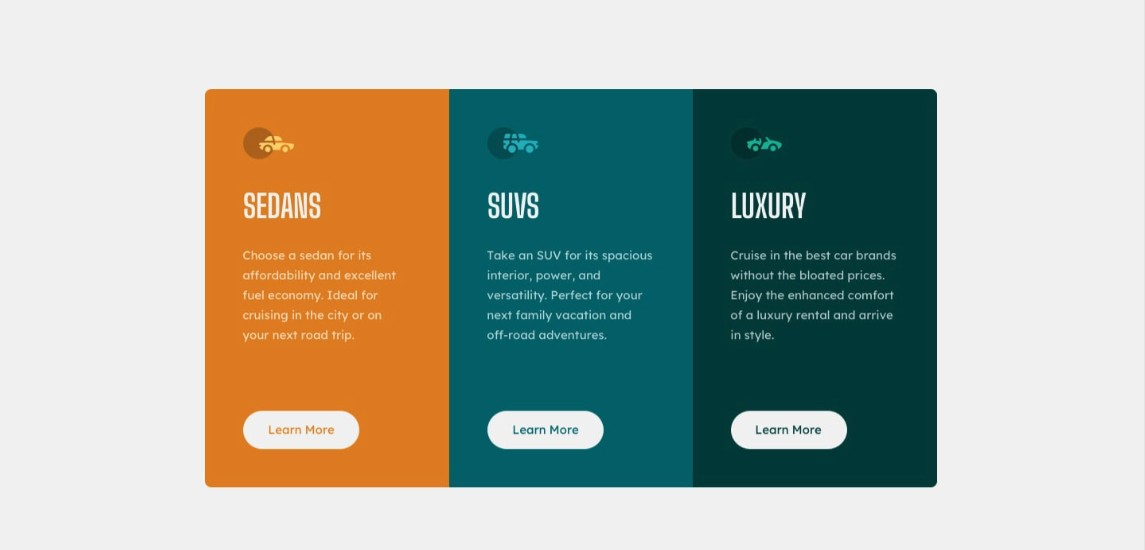 SEDANS
Choose a sedan for its
affordability and excellent
fuel economy. Ideal for
cruising in the city or on
your next road trip.
Learn More
SUVS
Take an SUV for its spacious
interior, power, and
versatility. Perfect for your
next family vacation and
off-road adventures.
Learn More
LUXURY
Cruise in the best car brands
without the bloated prices.
Enjoy the enhanced comfort
of a luxury rental and arrive
in style.
Learn More